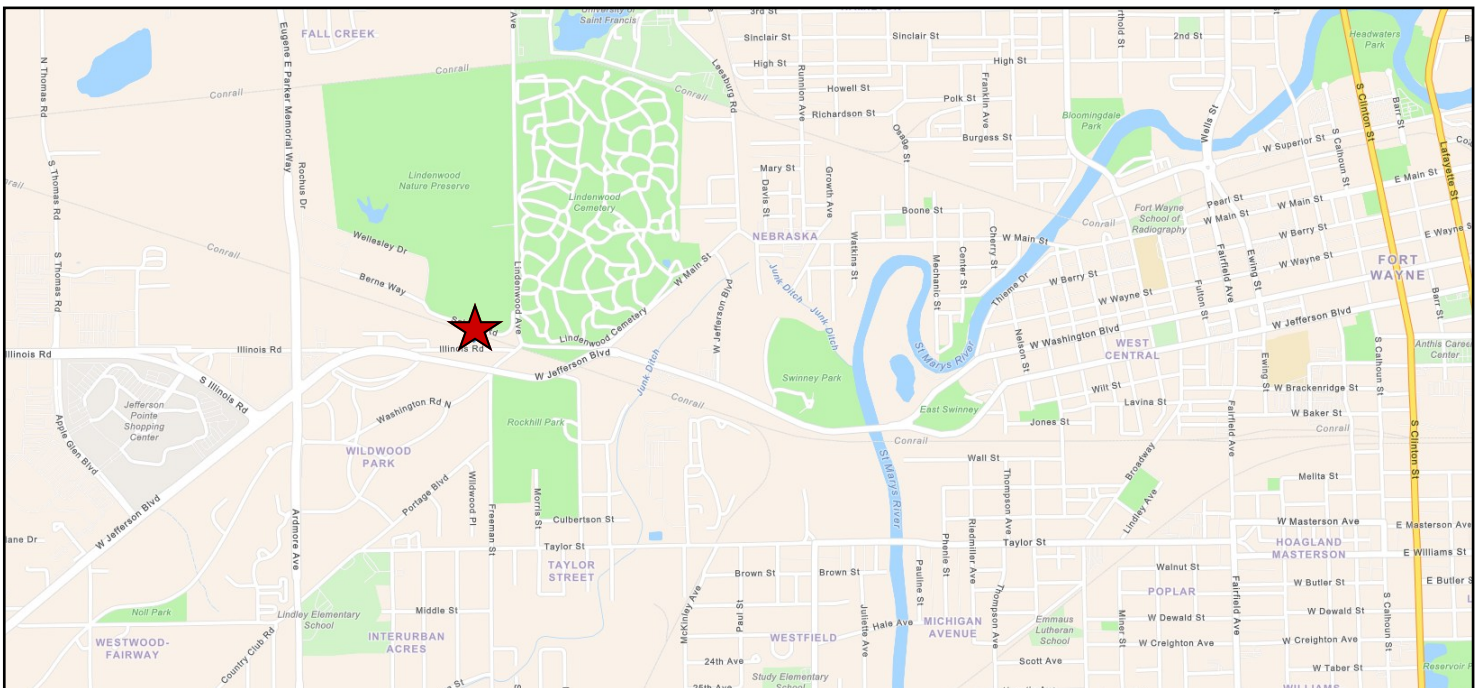 University of
Saint Francis
3rd St
Ave
FALL CREEK
Sinclair St
Sinclair St
2nd St
Headwaters
Park
N Thomas Rd
Eugene E Parker Memorial Way
Conrail
Conrail
Conrail
Leesburg Rd
High St
High St
Runnion Ave
Howell St
Franklin Ave
Polk St
Richardson St
Osage St
Burgess St
Bloomingdale
Park
Wells St
W Superior St
S Clinton St
Barr St
S Calhoun St
Lafayette St
E Main St
S Thomas Rd
Rochus Dr
Lindenwood
Nature Preserve
Lindenwood
Cemetery
Mary St
Davis St
Growth Ave
Boone St
Fort Wayne
School of
Radiography
Pearl St
W Main St
W Main St
Conrail
W Berry St
W Wayne St
E Wayne S
FORT
WAYNE
Wellesley Dr
Conrail
NEBRASKA
Watkins St
Cherry St
W Main St
Center St
Mechanic St
Thieme Dr
W Berry St
W Wayne St
Fairfield Ave
Ewing St
Fulton St
S Thomas Rd
Berne Way
Lindenwood Ave
W Main St
Junk Ditch
Junk Ditch
W Jefferson Blvd
Lindenwood Cemetery
St Marys River
Nelson St
W Washington Blvd
W Jefferson Blvd
Barr St
Illinois Rd
Illinois Rd
Illinois Rd
W Jefferson Blvd
Junk Ditch
WEST
CENTRAL
S Calhoun St
Anthis Career
Center
S Illinois Rd
Jefferson
Pointe
Shopping
Center
Apple Glen Blvd
Washington Rd N
Rockhill Park
Conrail
Swinney Park
East Swinney
Wilt St
Lavina St
Jones St
Ewing St
W Brackenridge St
W Baker St
Conrail
Conrail
WILDWOOD
PARK
Portage Blvd
Wildwood Pl
Morris St
St Marys River
Wall St
Thompson Ave
Broadway
Lindley Ave
Fairfield Ave
S Clinton St
Melita St
W Jefferson Blvd
Ardmore Ave
Freeman St
Culbertson St
Taylor St
Phenie St
Riedmiller Ave
Taylor St
W Masterson Ave
E Masterson Ave
HOAGLAND
MASTERSON
E Williams St
TAYLOR
STREET
Brown St
Brown St
Pauline St
Walnut St
POPLAR
W Butler St
E Butler S
Noll Park
Lindley Elementary
School
Middle St
McKinley Ave
Juliette Ave
Hale Ave
MICHIGAN
AVENUE
Thompson Ave
Emmaus
Lutheran
School
Miner St
W Dewald St
W Dewald St
Fairfield Ave
S Calhoun St
WESTWOOD-
FAIRWAY
Country Club Rd
INTERURBAN
ACRES
WESTFIELD
W Creighton Ave
W Creighton Ave
24th Ave
Scott Ave
W Taber St
Study Elementary
School
25th Ave